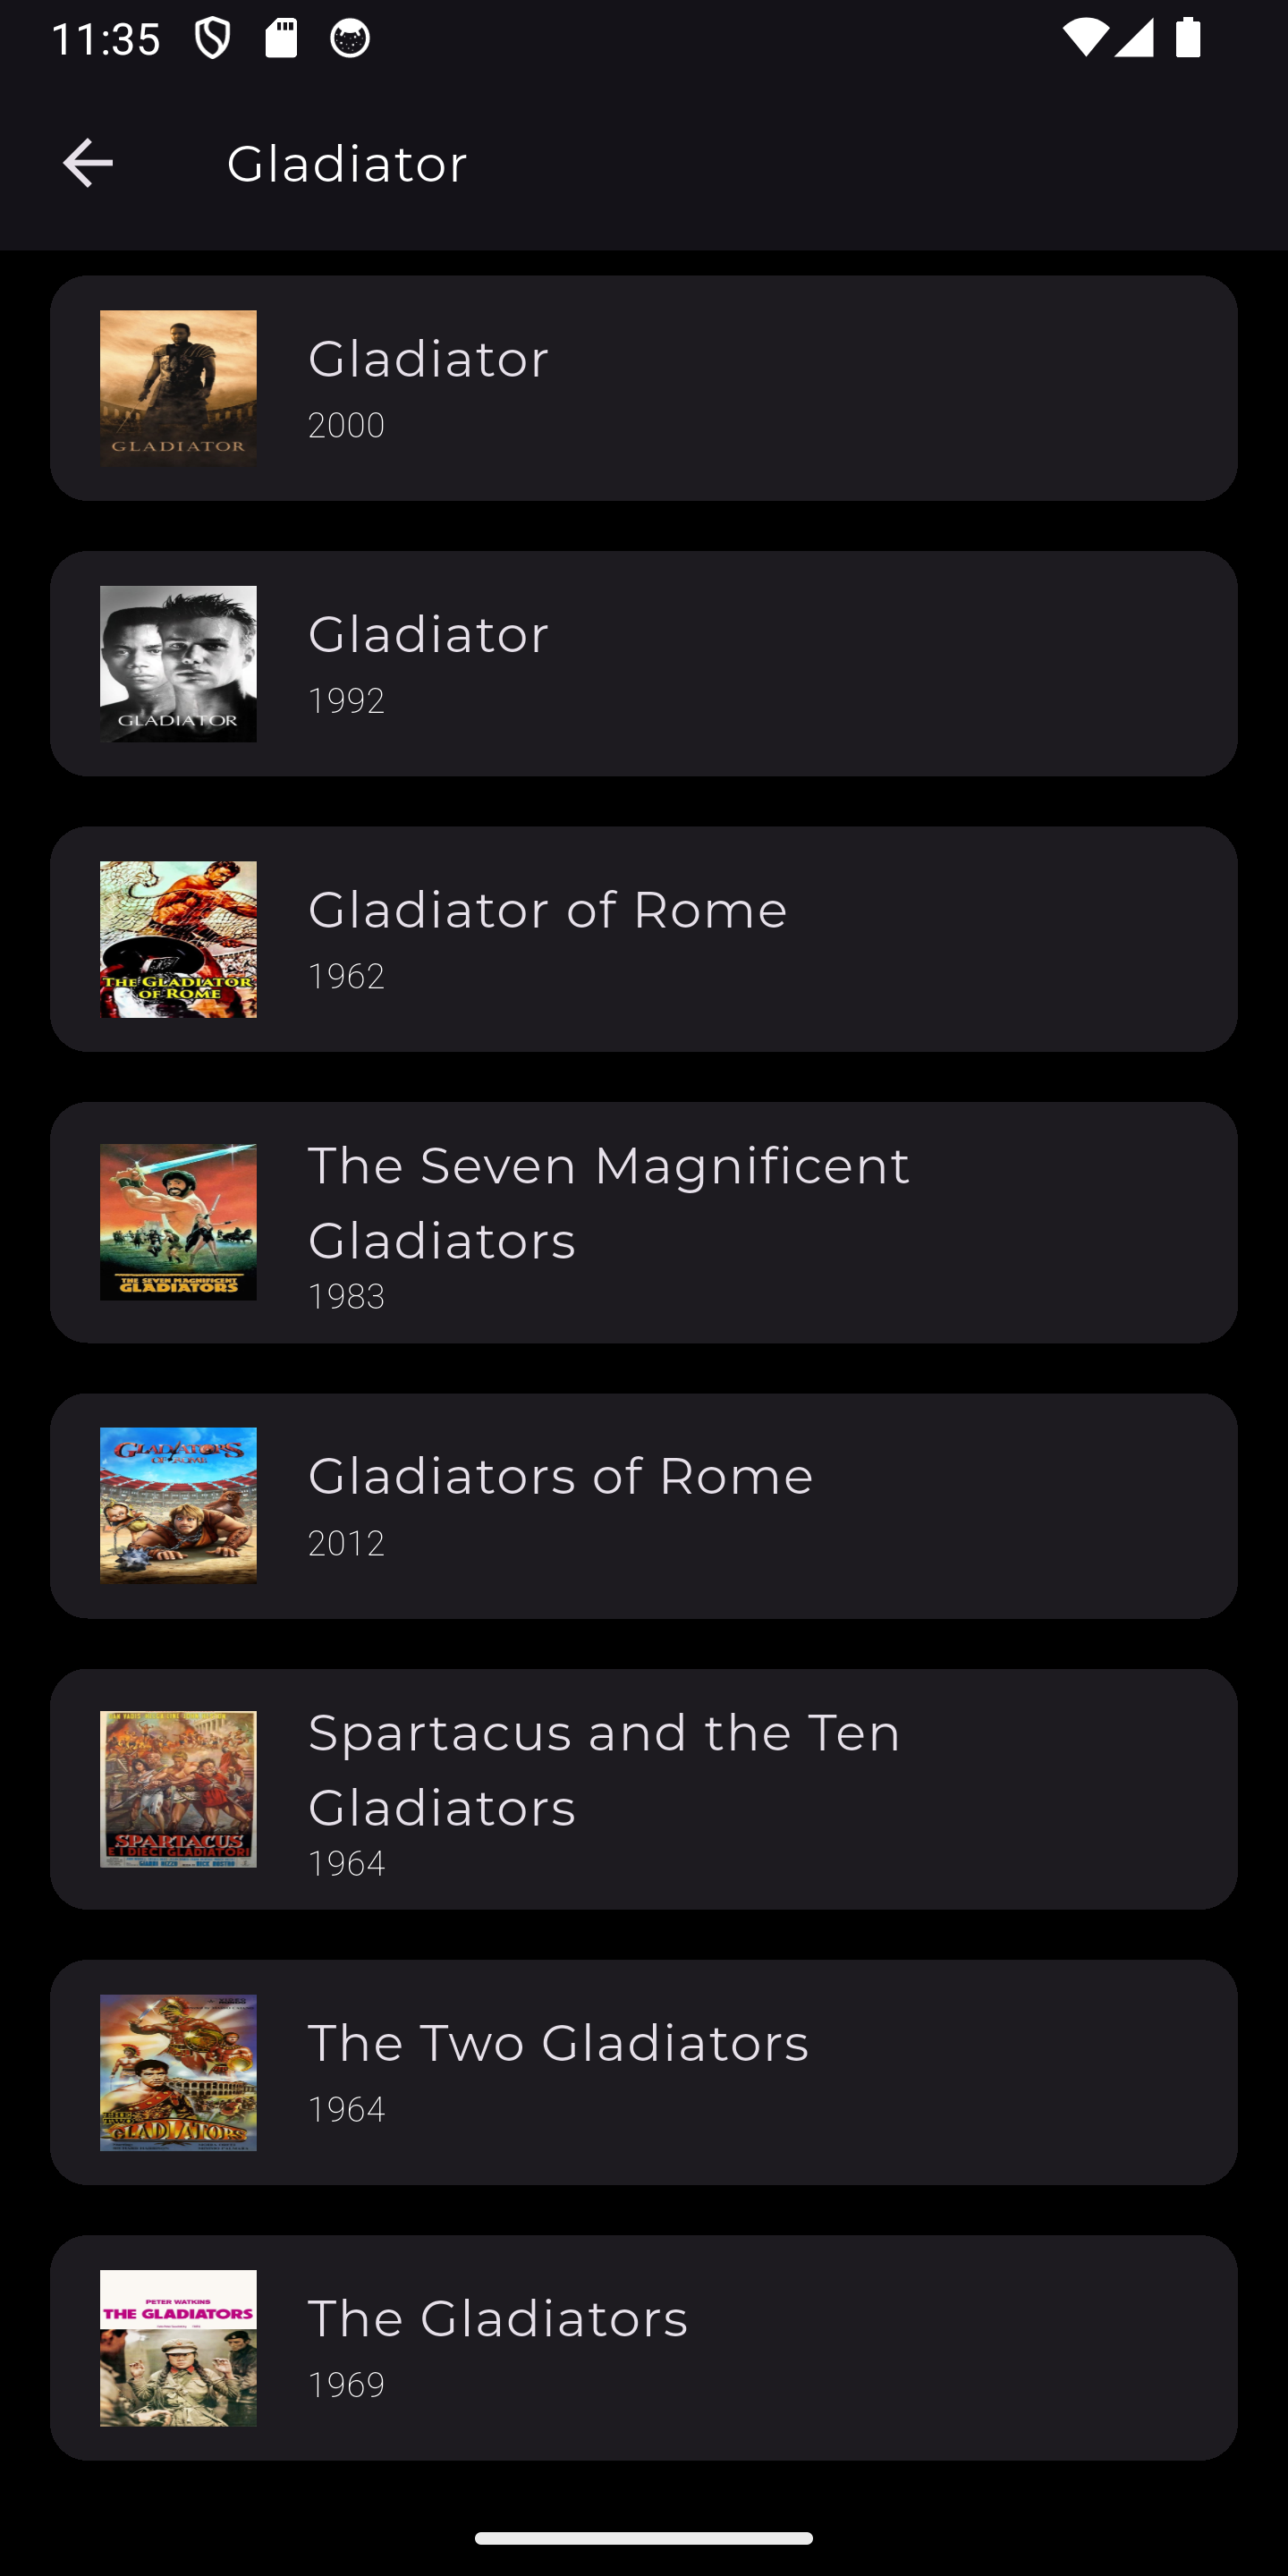 11:35
Gladiator
GLADIATOR
Gladiator
2000
GLADIATOR
Gladiator
1992
THE GLADIATOR
OF ROME
Gladiator of Rome
1962
THE SEVEN MAGNIFICENT
GLADIATORS
The Seven Magnificent
Gladiators
1983
GLADIATORS
OF ROME
Gladiators of Rome
2012
SPARTACUS
E I DIECI GLADIATORI
Spartacus and the Ten
Gladiators
1964
THE
TWO
GLADIATORS
The Two Gladiators
1964
PETER WATKINS
THE GLADIATORS
The Gladiators
1969